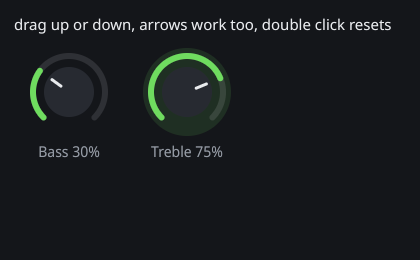 drag up or down, arrows work too, double click resets
Bass 30% Treble 75%